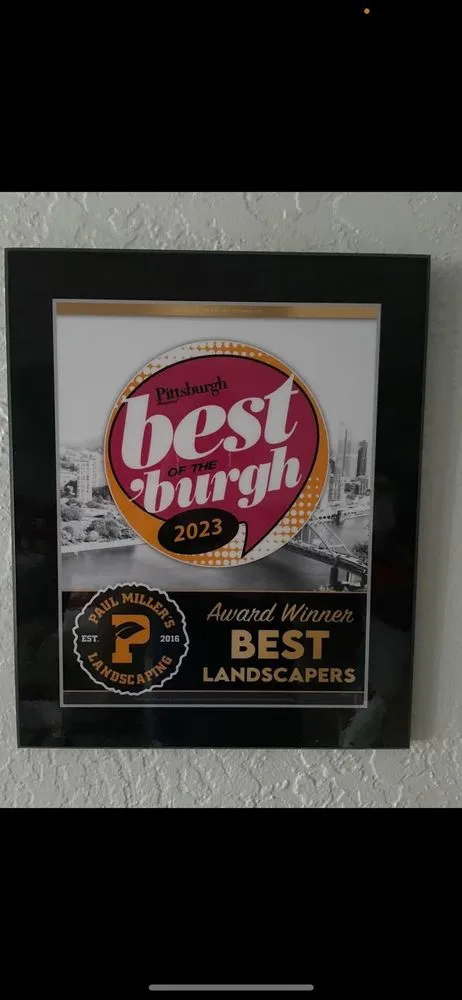 Pittsburgh
best
OF THE
'burgh
2023
PAUL MILLER'S
EST. P 2016
LANDSCAPING
Award Winner
BEST
LANDSCAPERS